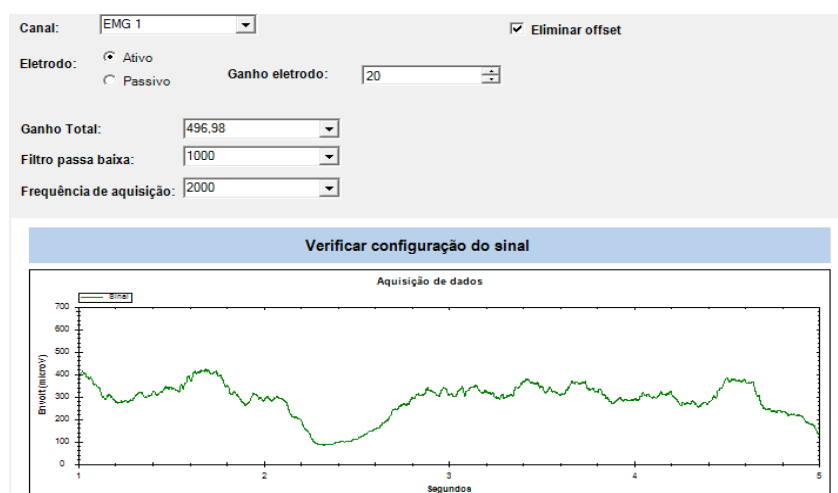 Canal: EMG 1 Eliminar offset
Eletrodo: Ativo
Passivo
Ganho eletrodo: 20
Ganho Total: 496,98
Filtro passa baixa: 1000
Frequência de aquisição: 2000
Verificar configuração do sinal
Aquisição de dados
Sinal
700
600
500
400
300
200
100
0
Envolt(microV)
1 2 3 4 5
Segundos